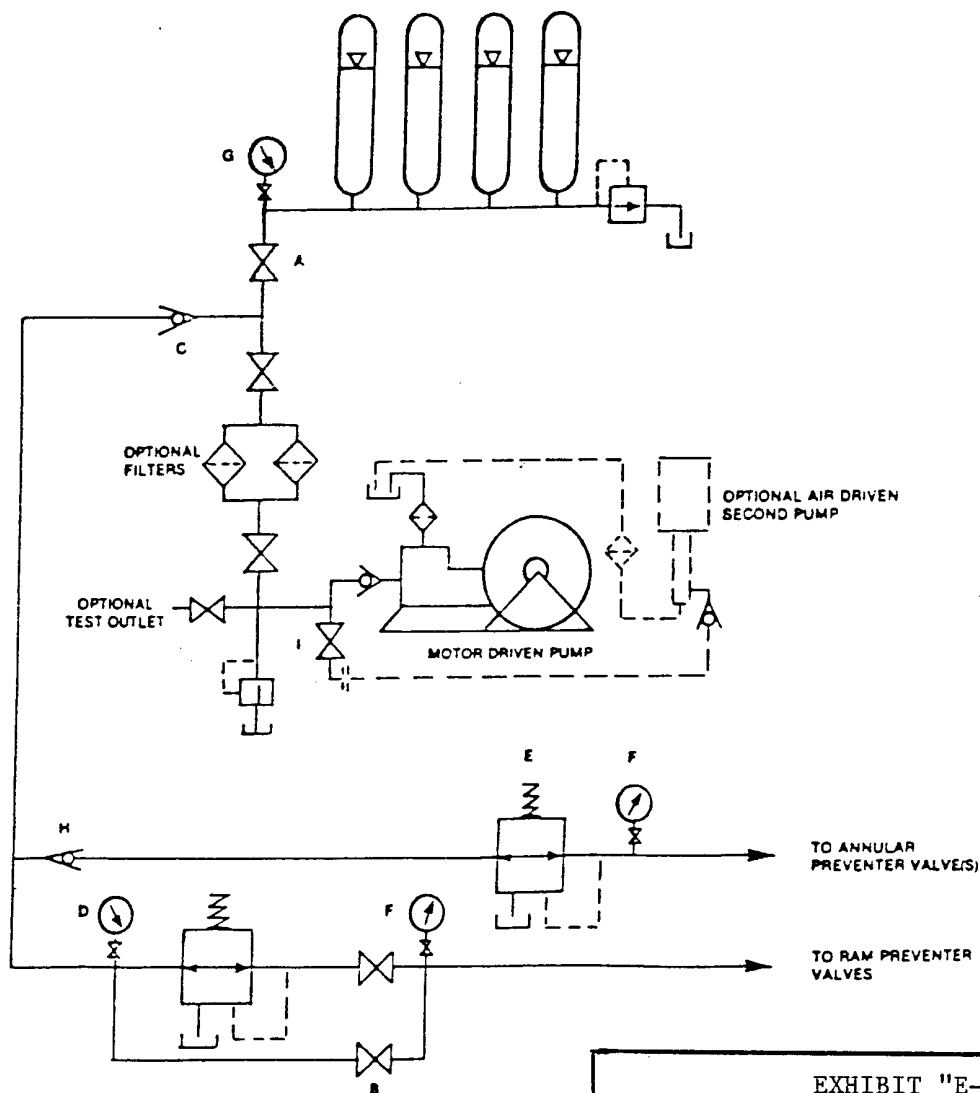 G
A
C
OPTIONAL
FILTERS
OPTIONAL AIR DRIVEN
SECOND PUMP
OPTIONAL
TEST OUTLET
I
MOTOR DRIVEN PUMP
E
F
H
TO ANNULAR
PREVENTER VALVE(S)
D
F
TO RAM PREVENTER
VALVES
B
EXHIBIT "E-